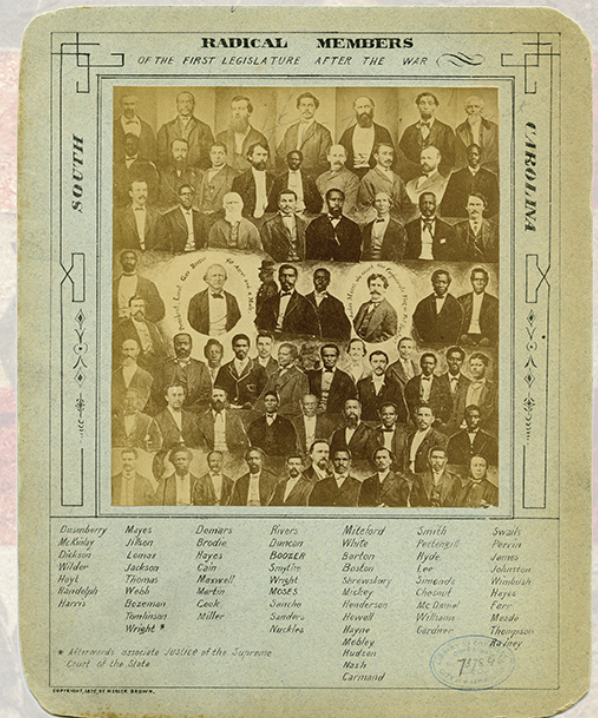 RADICAL MEMBERS
OF THE FIRST LEGISLATURE AFTER THE WAR
SOUTH
CAROLINA
Dusenberry
McKinlay
Dickson
Wilder
Hoyt
Randolph
Harris
Mayes
Jillson
Lomax
Jackson
Thomas
Webb
Bozeman
Tomlinson
Wright *
Demars
Brodie
Hayes
Cain
Maxwell
Martin
Cook
Miller
Rivers
Duncan
BOOZER
Smythe
Wright
MOSES
Sancho
Sanders
Nuckles
Miteford
White
Barton
Boston
Shrewsbury
Mickey
Henderson
Howell
Hayne
Mobley
Hudson
Nash
Carmand
Smith
Pettengill
Hyde
Lee
Simonds
Chesnut
McDaniel
Williams
Gardner
Swails
Perrin
James
Johnston
Wimbush
Hayes
Farr
Meade
Thompson
Rainey
* Afterwards associate Justice of the Supreme
Court of the State
COPYRIGHT, 1876, BY